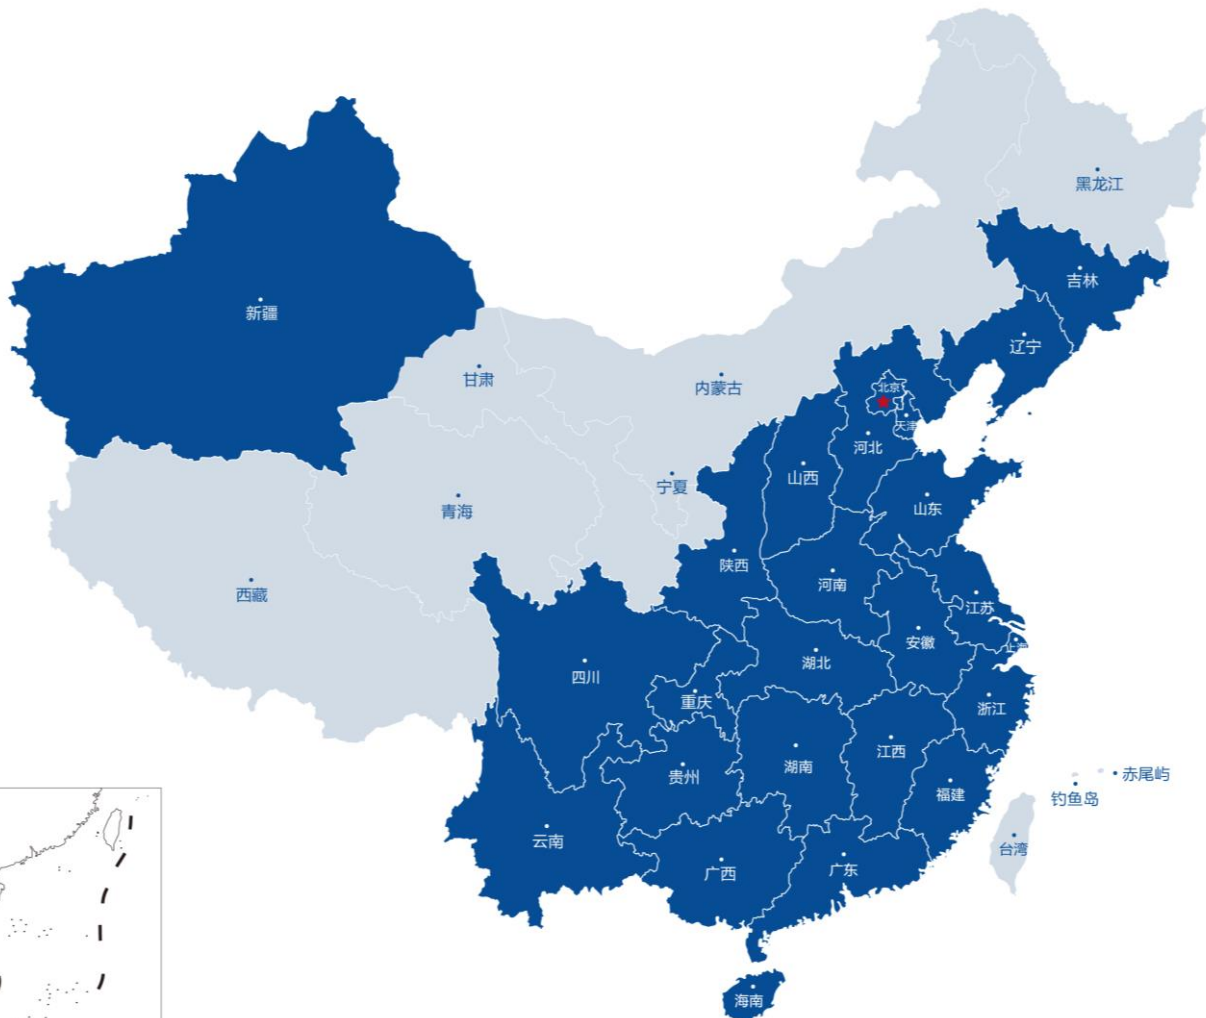 黑龙江
吉林
新疆
辽宁
甘肃
内蒙古
北京
天津
河北
山西
宁夏
青海
山东
陕西
河南
西藏
江苏
安徽
上海
湖北
四川
重庆
浙江
江西
湖南
贵州
赤尾屿
福建
钓鱼岛
云南
台湾
广东
广西
海南